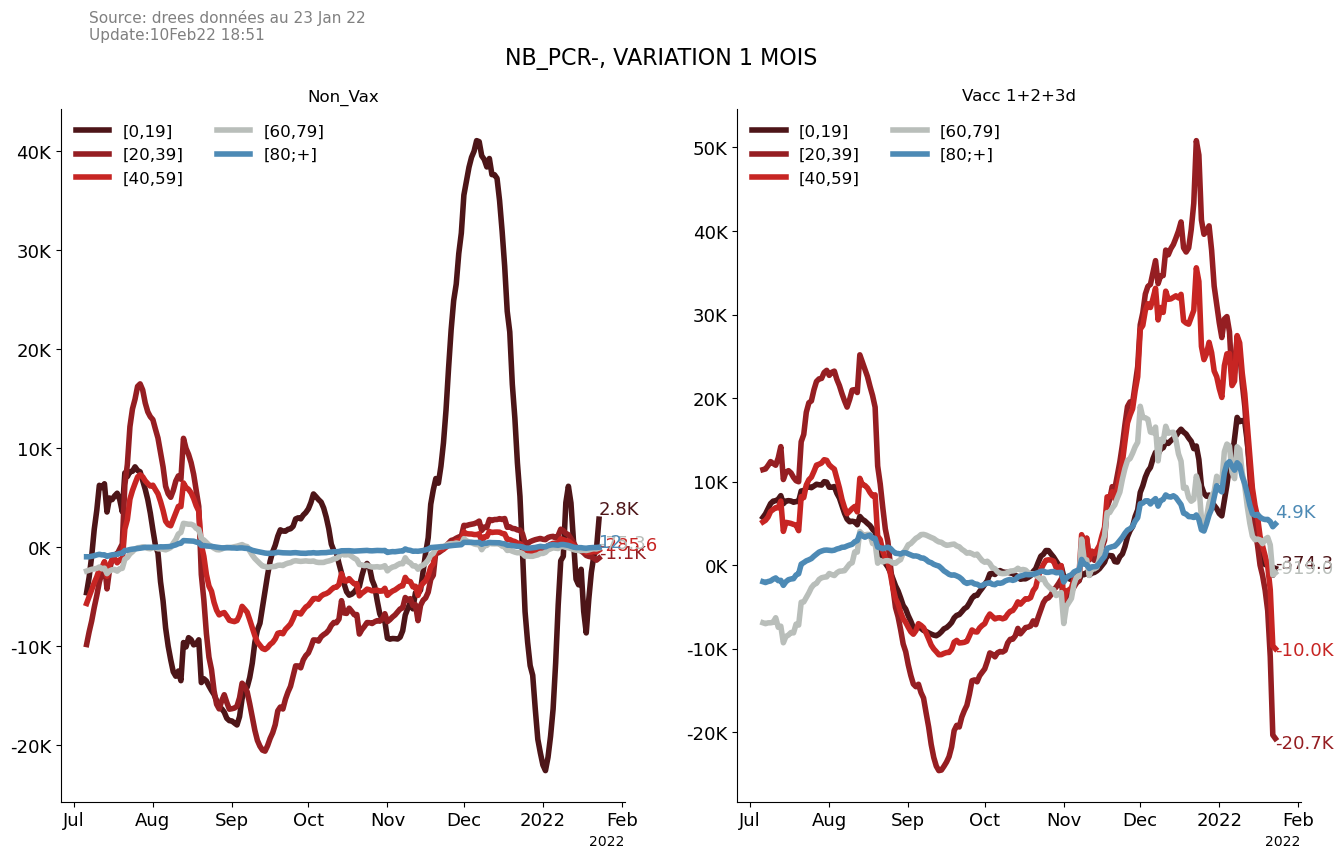 Source: drees données au 23 Jan 22
Update:10Feb22 18:51
NB_PCR-, VARIATION 1 MOIS
Non_Vax
[0,19]
[20,39]
[40,59]
[60,79]
[80;+]
40K
30K
20K
10K
0K
-10K
-20K
2.8K
-1.1K
Jul Aug Sep Oct Nov Dec 2022 Feb
2022
Vacc 1+2+3d
[0,19]
[20,39]
[40,59]
[60,79]
[80;+]
50K
40K
30K
20K
10K
0K
-10K
-20K
4.9K
-374.3
-10.0K
-20.7K
Jul Aug Sep Oct Nov Dec 2022 Feb
2022